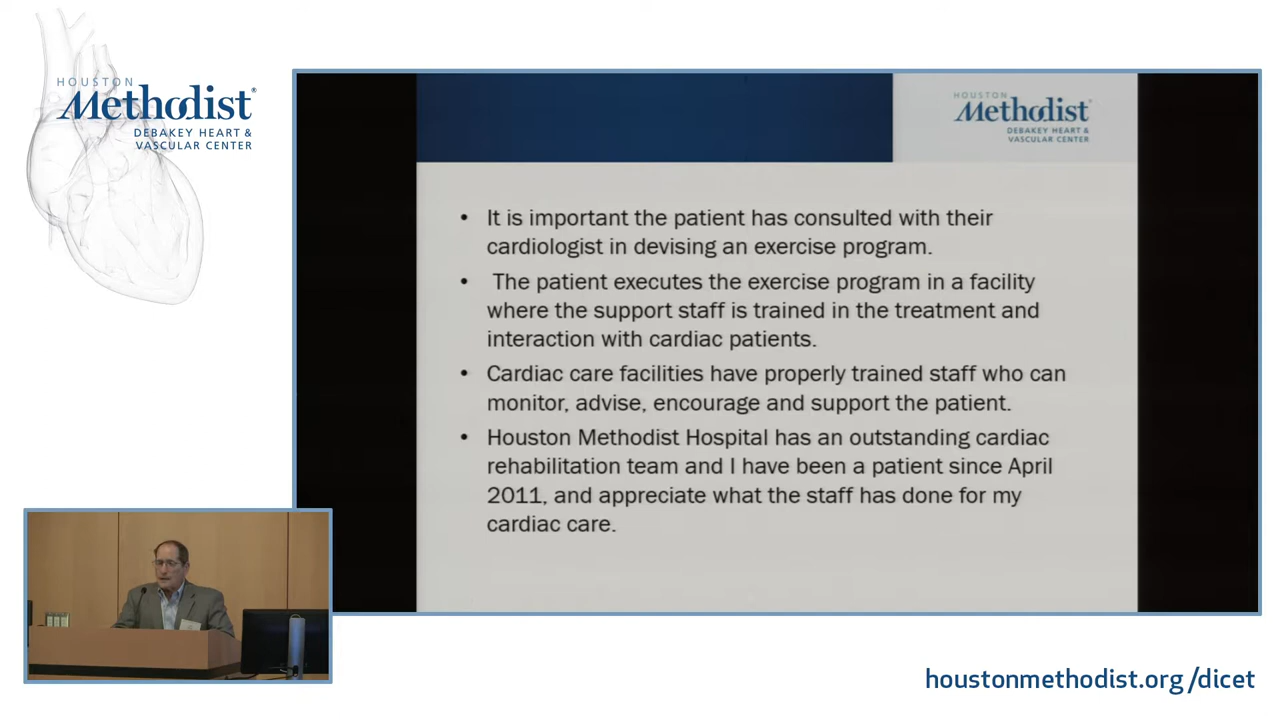 HOUSTON
Methodist®
DEBAKEY HEART &
VASCULAR CENTER
HOUSTON
Methodist
DEBAKEY HEART &
VASCULAR CENTER
• It is important the patient has consulted with their
cardiologist in devising an exercise program.
• The patient executes the exercise program in a facility
where the support staff is trained in the treatment and
interaction with cardiac patients.
• Cardiac care facilities have properly trained staff who can
monitor, advise, encourage and support the patient.
• Houston Methodist Hospital has an outstanding cardiac
rehabilitation team and I have been a patient since April
2011, and appreciate what the staff has done for my
cardiac care.
houstonmethodist.org/dicet